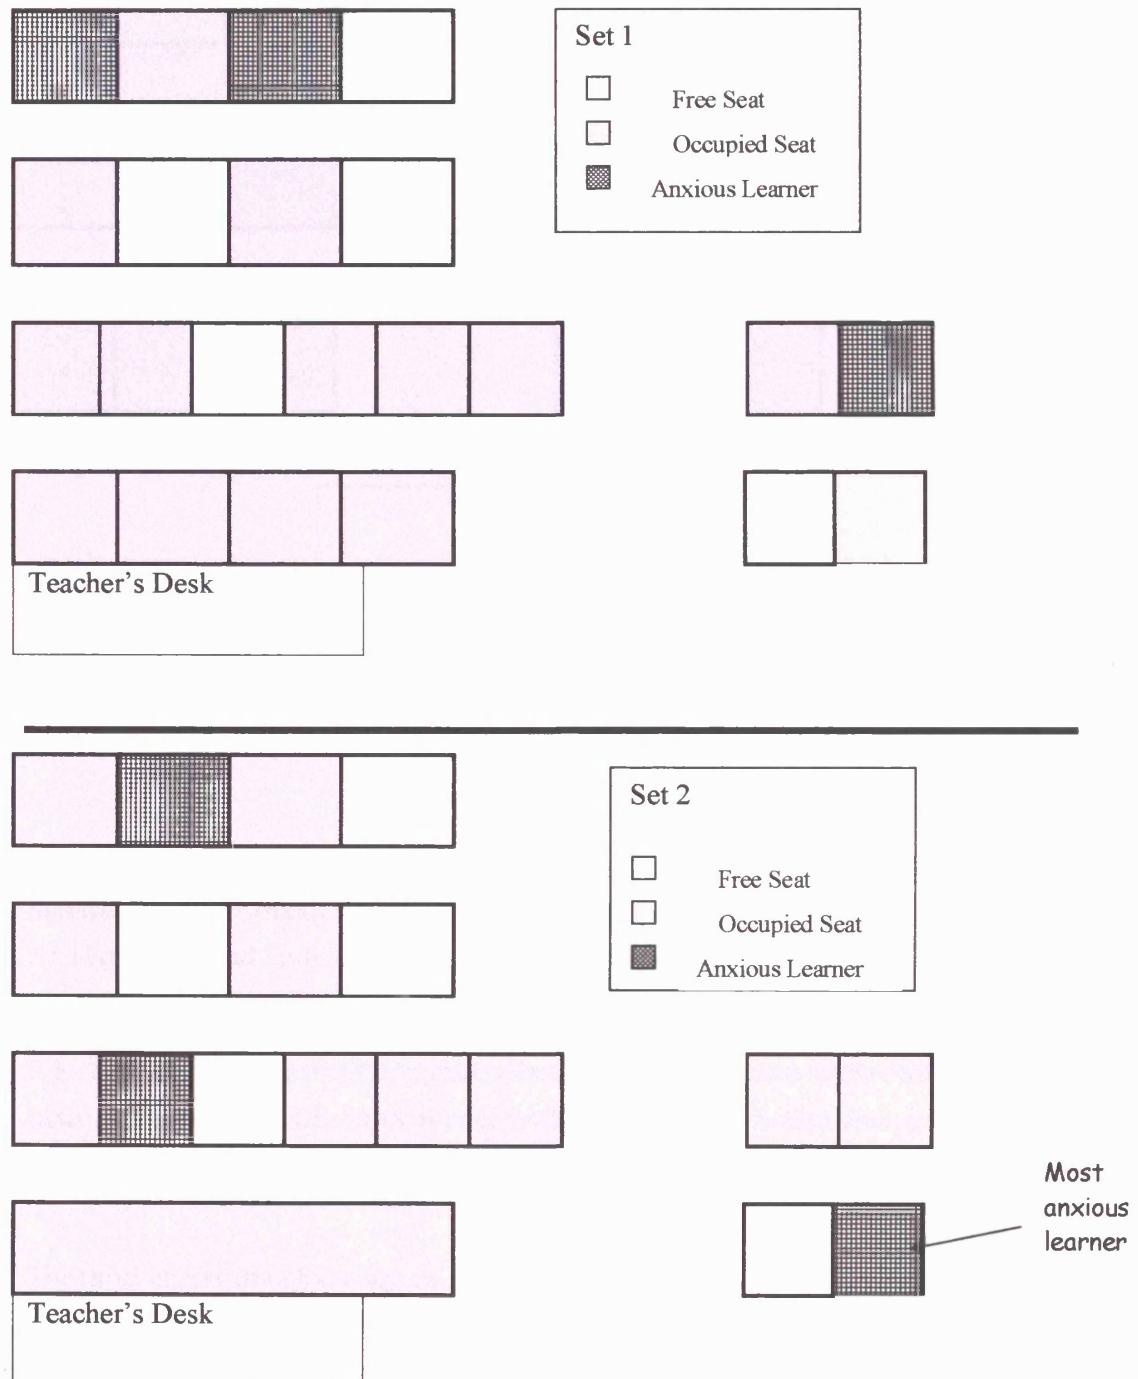 Set 1
Free Seat
Occupied Seat
Anxious Learner
Teacher's Desk
Set 2
Free Seat
Occupied Seat
Anxious Learner
Most
anxious
learner
Teacher's Desk